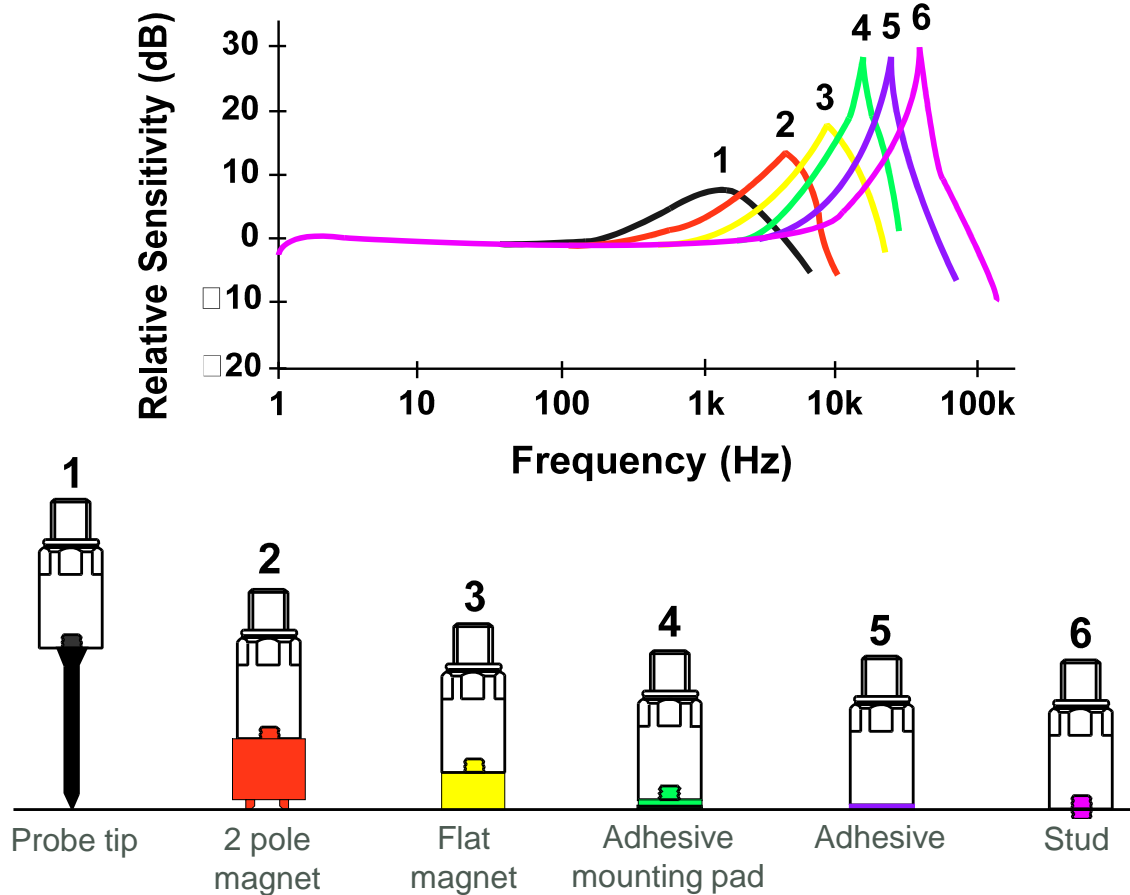 Relative Sensitivity (dB)
30
20
10
0
□10
□20
1 2 3 4 5 6
1 10 100 1k 10k 100k
Frequency (Hz)
1 2 3 4 5 6
Probe tip
2 pole
magnet
Flat
magnet
Adhesive
mounting pad
Adhesive
Stud